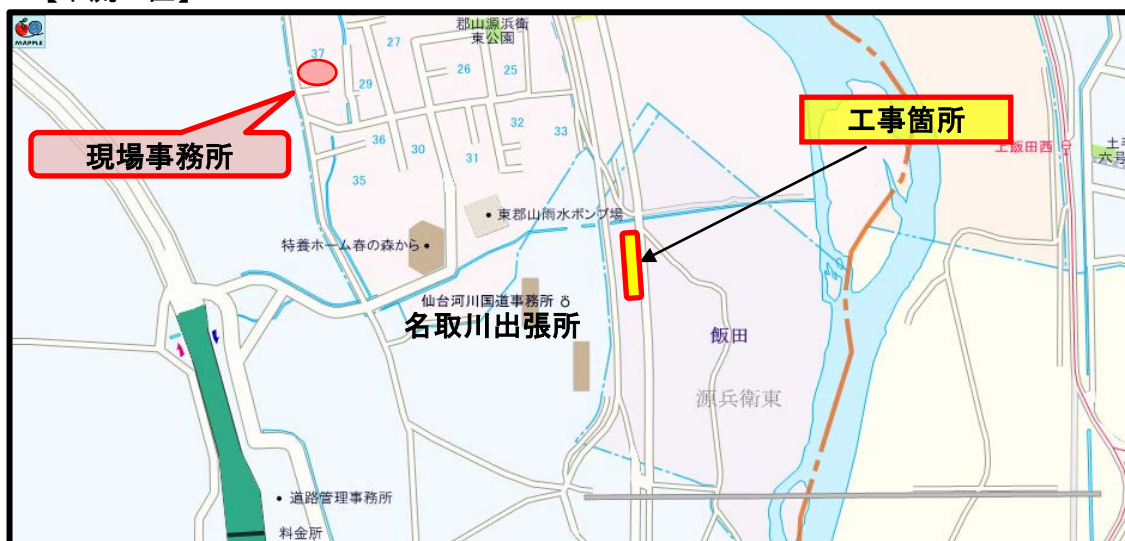 MAPPLE
郡山源兵衛
東公園
37
27
29
26
25
36
30
32
33
31
35
現場事務所
工事箇所
上飯田西
東郡山雨水ポンプ場
特養ホーム春の森から
仙台河川国道事務所
名取川出張所
飯田
源兵衛東
道路管理事務所
料金所